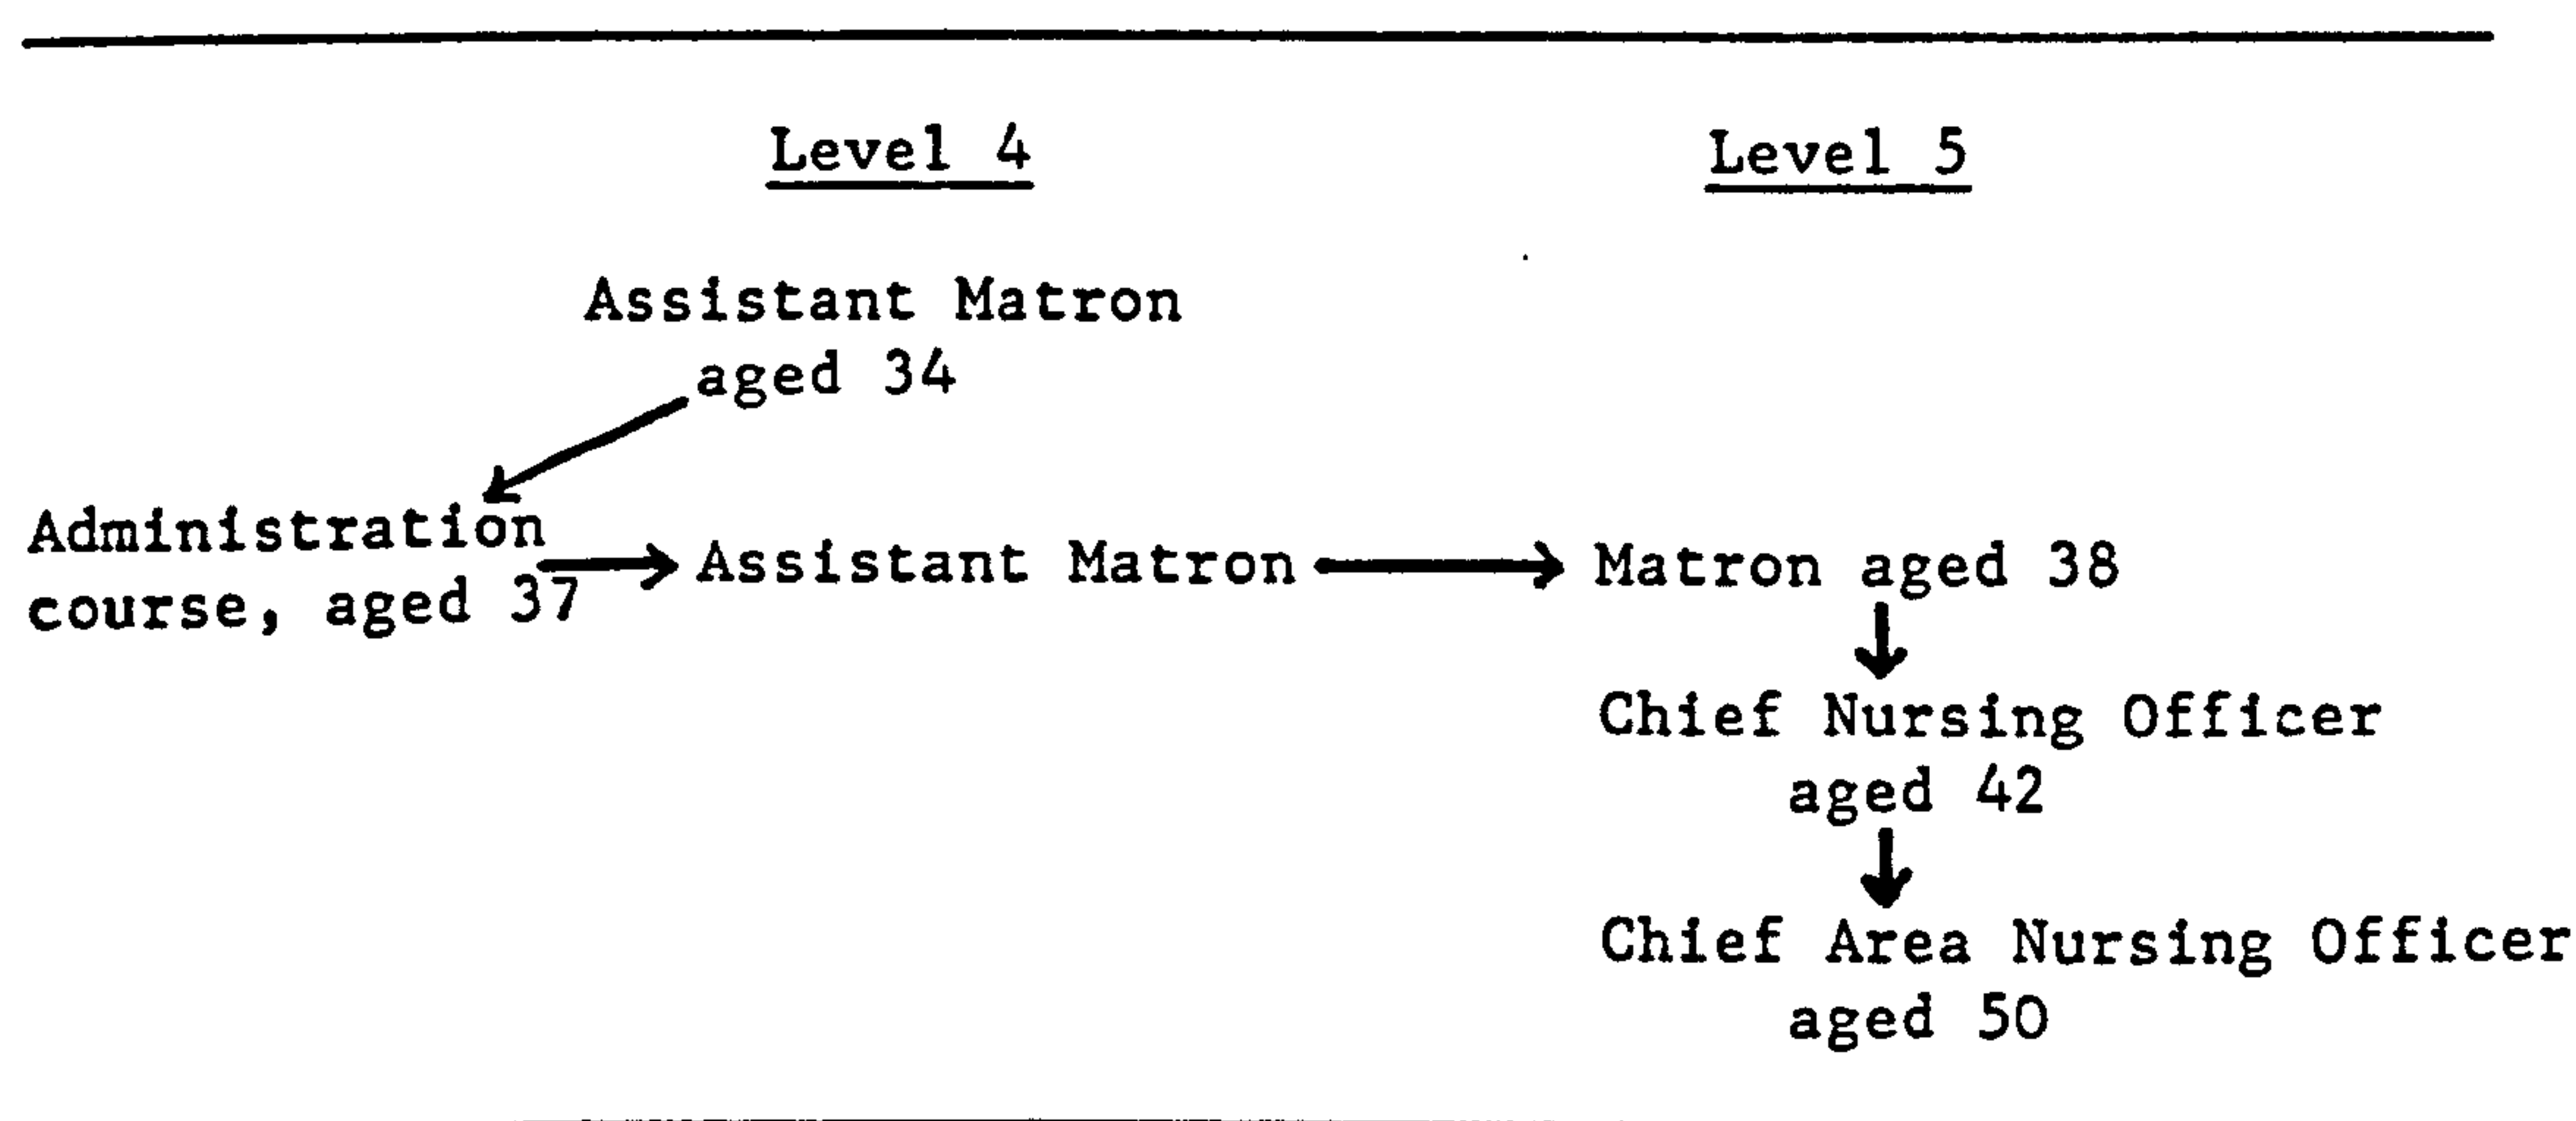 Level 4
Level 5
Assistant Matron
aged 34
Administration
course, aged 37
Assistant Matron
Matron aged 38
Chief Nursing Officer
aged 42
Chief Area Nursing Officer
aged 50